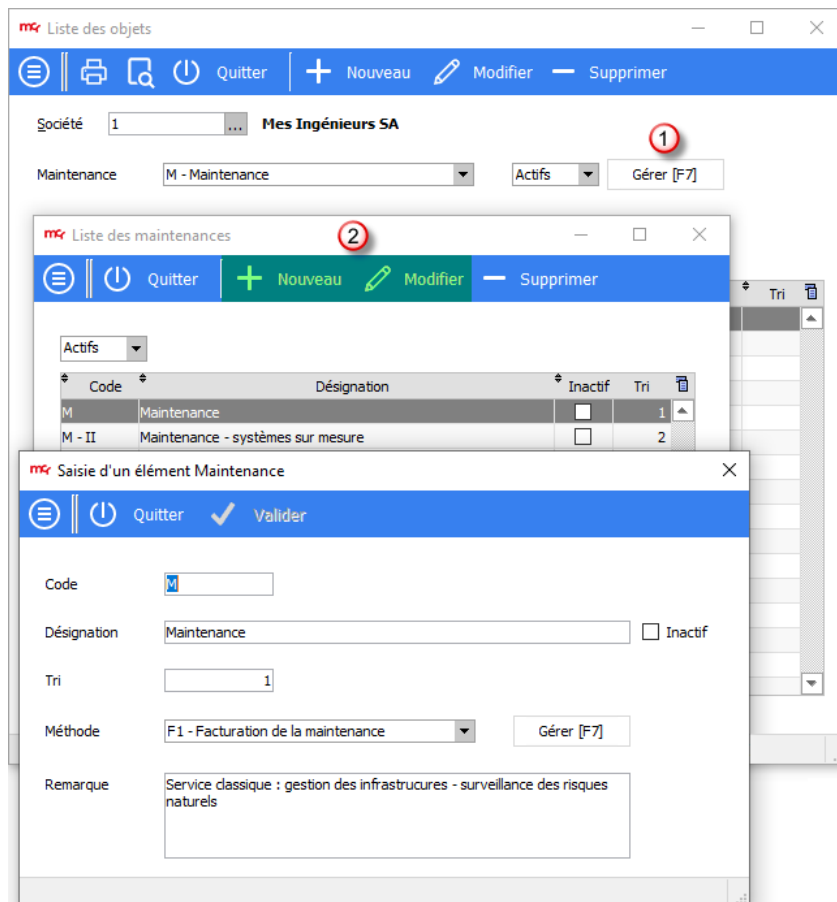 mcr Liste des objets
Quitter Nouveau Modifier Supprimer
Société 1 ... Mes Ingénieurs SA
1
Maintenance M - Maintenance Actifs Gérer [F7]
mcr Liste des maintenances
2
Quitter Nouveau Modifier Supprimer
Tri
Actifs
Code Désignation Inactif Tri
M Maintenance 1
M - II Maintenance - systèmes sur mesure 2
mcr Saisie d'un élément Maintenance
Quitter Valider
Code M
Désignation Maintenance Inactif
Tri 1
Méthode F1 - Facturation de la maintenance Gérer [F7]
Remarque Service classique : gestion des infrastrucures - surveillance des risques
naturels